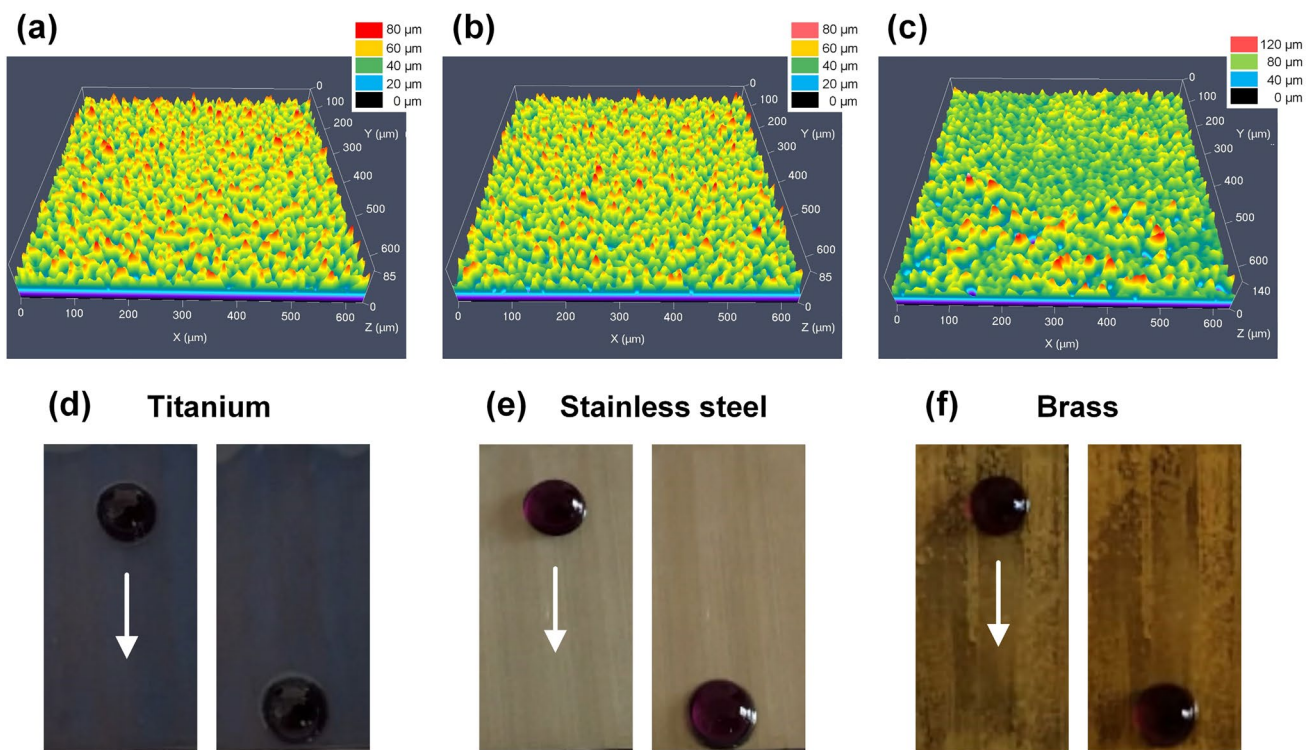 (a)
80 µm
60 µm
40 µm
20 µm
0 µm
0
100
200
Y (µm)
300
400
500
600
85
0
Z (µm)
0 100 200 300 400 500 600
X (µm)
(b)
80 µm
60 µm
40 µm
20 µm
0 µm
0
100
200
Y (µm)
300
400
500
600
85
0
Z (µm)
0 100 200 300 400 500 600
X (µm)
(c)
120 µm
80 µm
40 µm
0 µm
0
100
200
Y (µm)
300
400
500
600
140
0
Z (µm)
0 100 200 300 400 500 600
X (µm)
(d) Titanium
(e) Stainless steel
(f) Brass